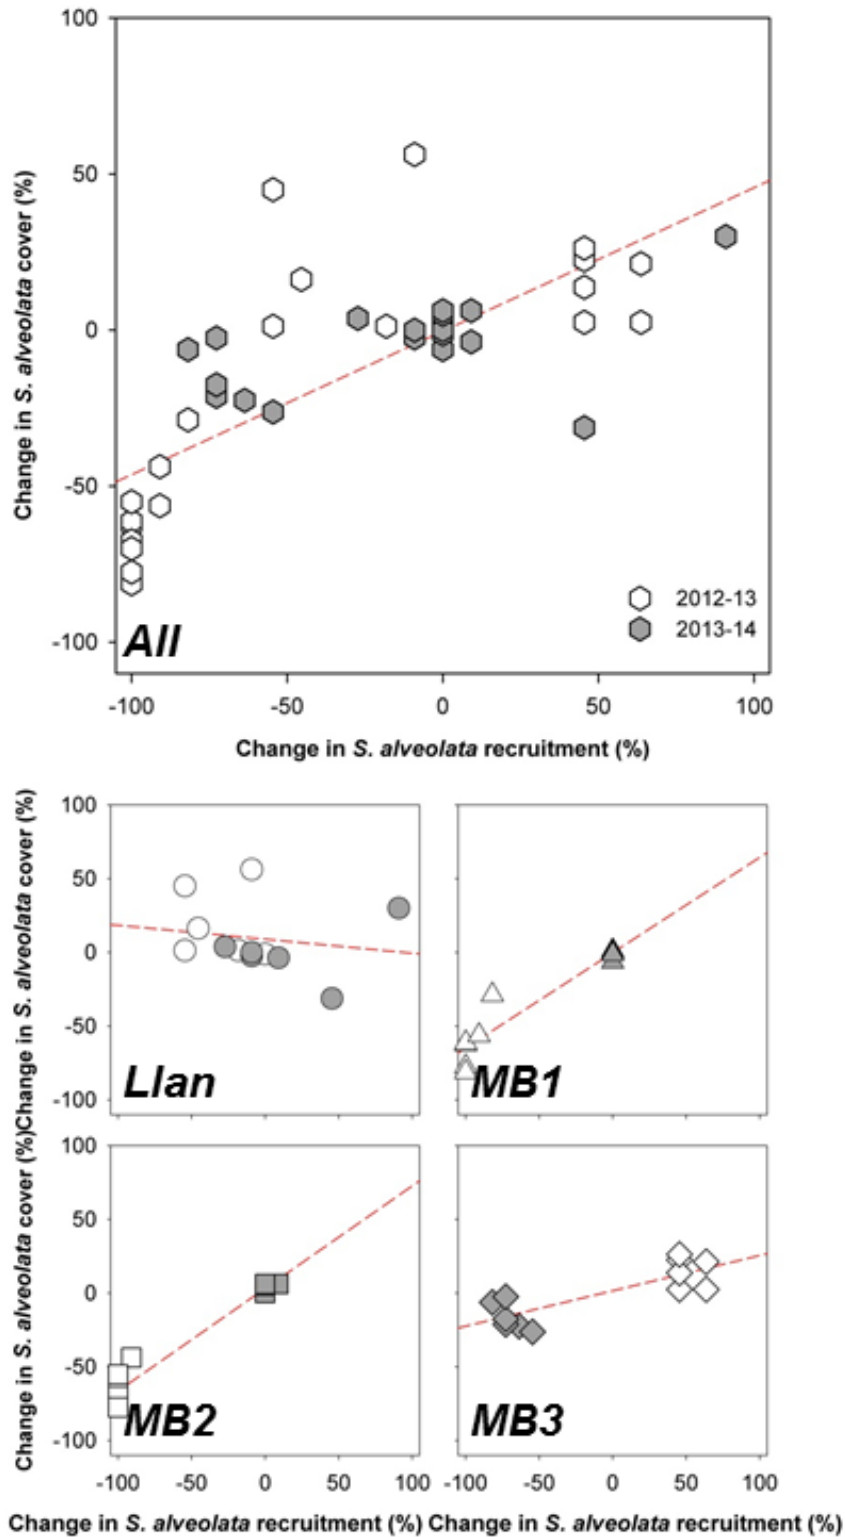 100
50
0
-50
-100
Change in S. alveolata cover (%)
2012-13
2013-14
All
-100 -50 0 50 100
Change in S. alveolata recruitment (%)
100
50
0
-50
-100
Change in S. alveolata cover (%)
Llan
MB1
100
50
0
-50
-100
Change in S. alveolata cover (%)
MB2
MB3
-100 -50 0 50 100 -100 -50 0 50 100
Change in S. alveolata recruitment (%) Change in S. alveolata recruitment (%)